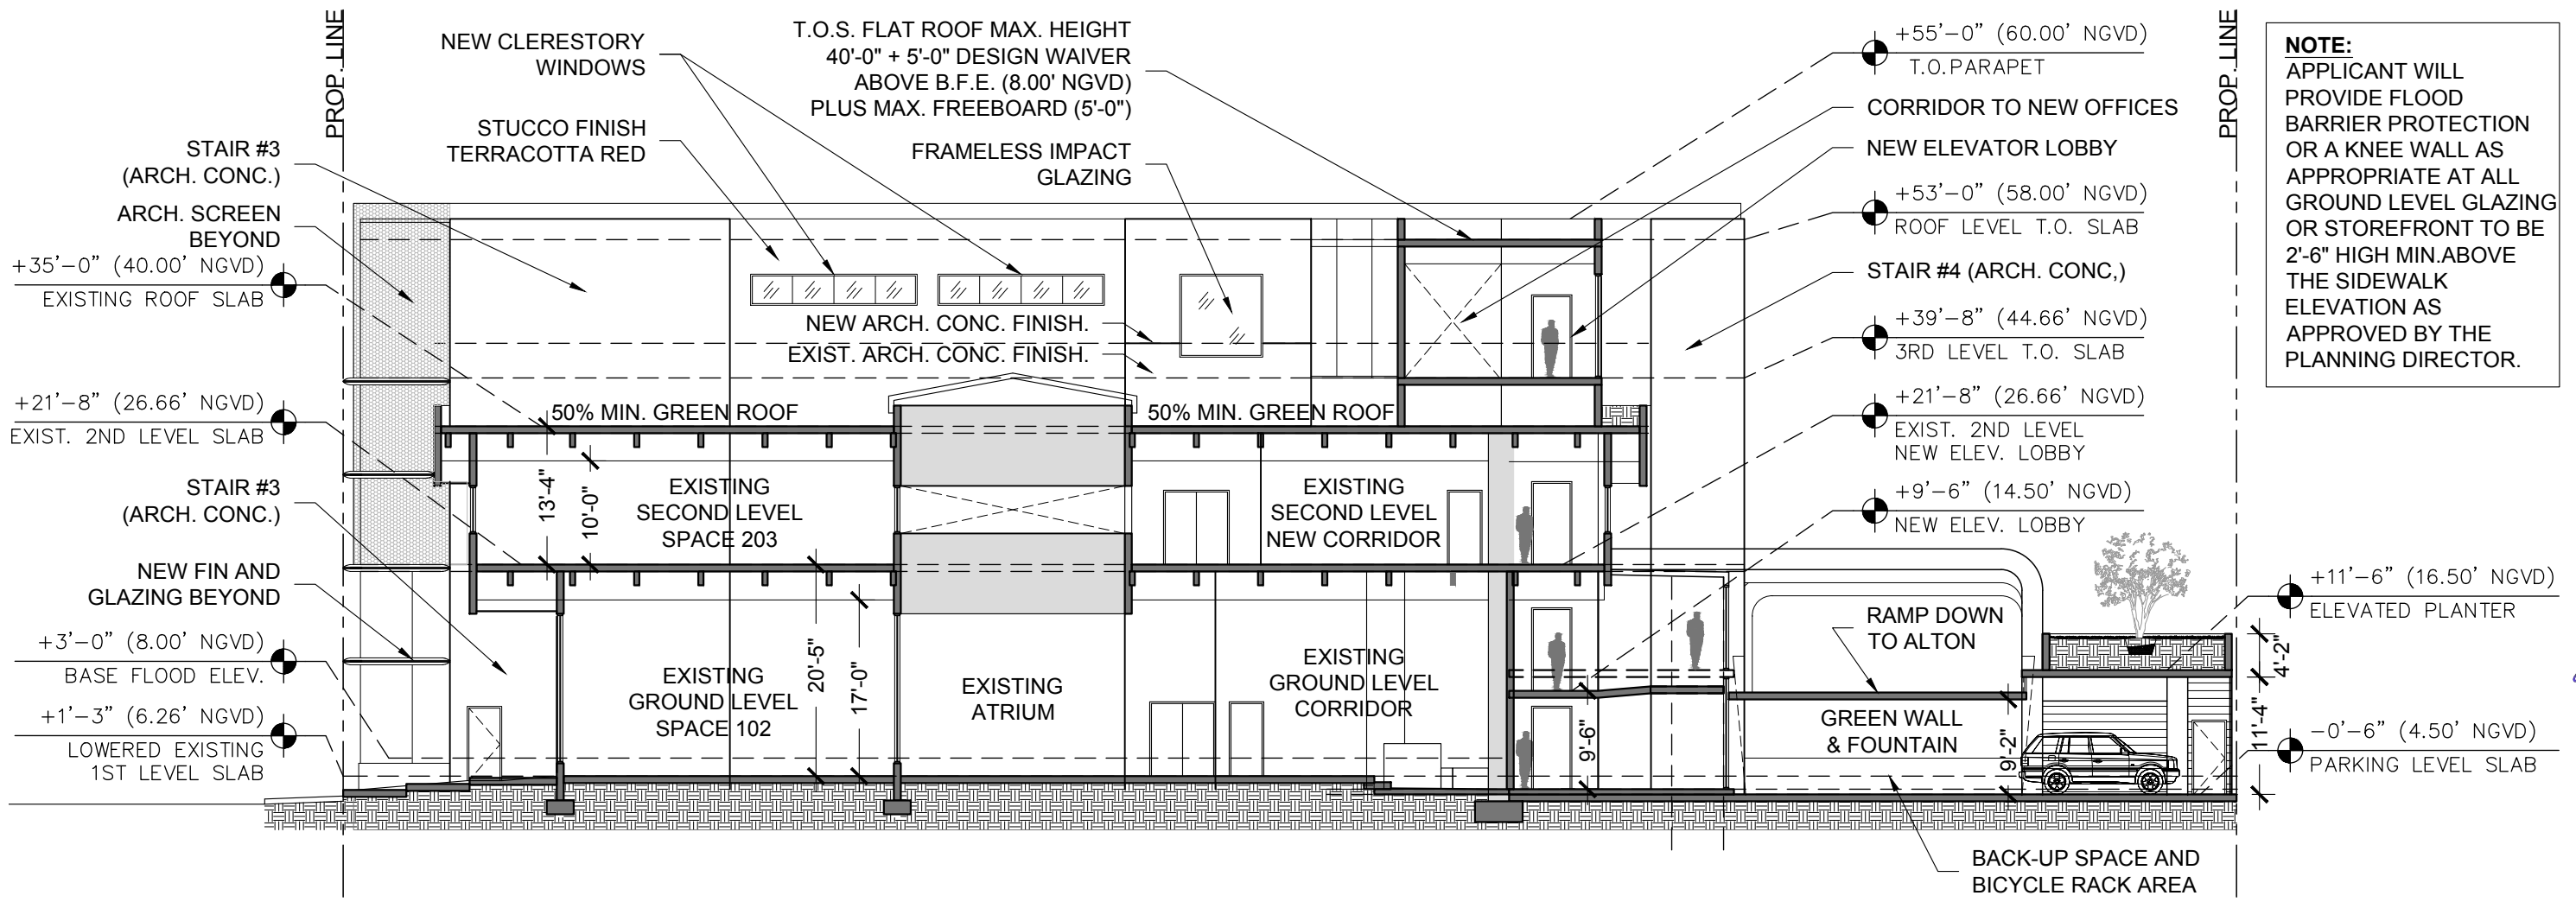 PROP. LINE
NEW CLERESTORY
WINDOWS
STUCCO FINISH
TERRACOTTA RED
T.O.S. FLAT ROOF MAX. HEIGHT
40'-0" + 5'-0" DESIGN WAIVER
ABOVE B.F.E. (8.00' NGVD)
PLUS MAX. FREEBOARD (5'-0")
FRAMELESS IMPACT
GLAZING
STAIR #3
(ARCH. CONC.)
ARCH. SCREEN
BEYOND
+35'-0" (40.00' NGVD)
EXISTING ROOF SLAB
+21'-8" (26.66' NGVD)
EXIST. 2ND LEVEL SLAB
STAIR #3
(ARCH. CONC.)
NEW FIN AND
GLAZING BEYOND
+3'-0" (8.00' NGVD)
BASE FLOOD ELEV.
+1'-3" (6.26' NGVD)
LOWERED EXISTING
1ST LEVEL SLAB
NEW ARCH. CONC. FINISH.
EXIST. ARCH. CONC. FINISH.
50% MIN. GREEN ROOF
50% MIN. GREEN ROOF
13'-4"
10'-0"
EXISTING
SECOND LEVEL
SPACE 203
EXISTING
SECOND LEVEL
NEW CORRIDOR
EXISTING
GROUND LEVEL
SPACE 102
20'-5"
17'-0"
EXISTING
ATRIUM
EXISTING
GROUND LEVEL
CORRIDOR
9'-6"
RAMP DOWN
TO ALTON
GREEN WALL
& FOUNTAIN
9'-2"
4'-2"
11'-4"
+55'-0" (60.00' NGVD)
T.O.PARAPET
CORRIDOR TO NEW OFFICES
NEW ELEVATOR LOBBY
+53'-0" (58.00' NGVD)
ROOF LEVEL T.O. SLAB
STAIR #4 (ARCH. CONC,)
+39'-8" (44.66' NGVD)
3RD LEVEL T.O. SLAB
+21'-8" (26.66' NGVD)
EXIST. 2ND LEVEL
NEW ELEV. LOBBY
+9'-6" (14.50' NGVD)
NEW ELEV. LOBBY
+11'-6" (16.50' NGVD)
ELEVATED PLANTER
-0'-6" (4.50' NGVD)
PARKING LEVEL SLAB
BACK-UP SPACE AND
BICYCLE RACK AREA
PROP. LINE
NOTE:
APPLICANT WILL
PROVIDE FLOOD
BARRIER PROTECTION
OR A KNEE WALL AS
APPROPRIATE AT ALL
GROUND LEVEL GLAZING
OR STOREFRONT TO BE
2'-6" HIGH MIN.ABOVE
THE SIDEWALK
ELEVATION AS
APPROVED BY THE
PLANNING DIRECTOR.